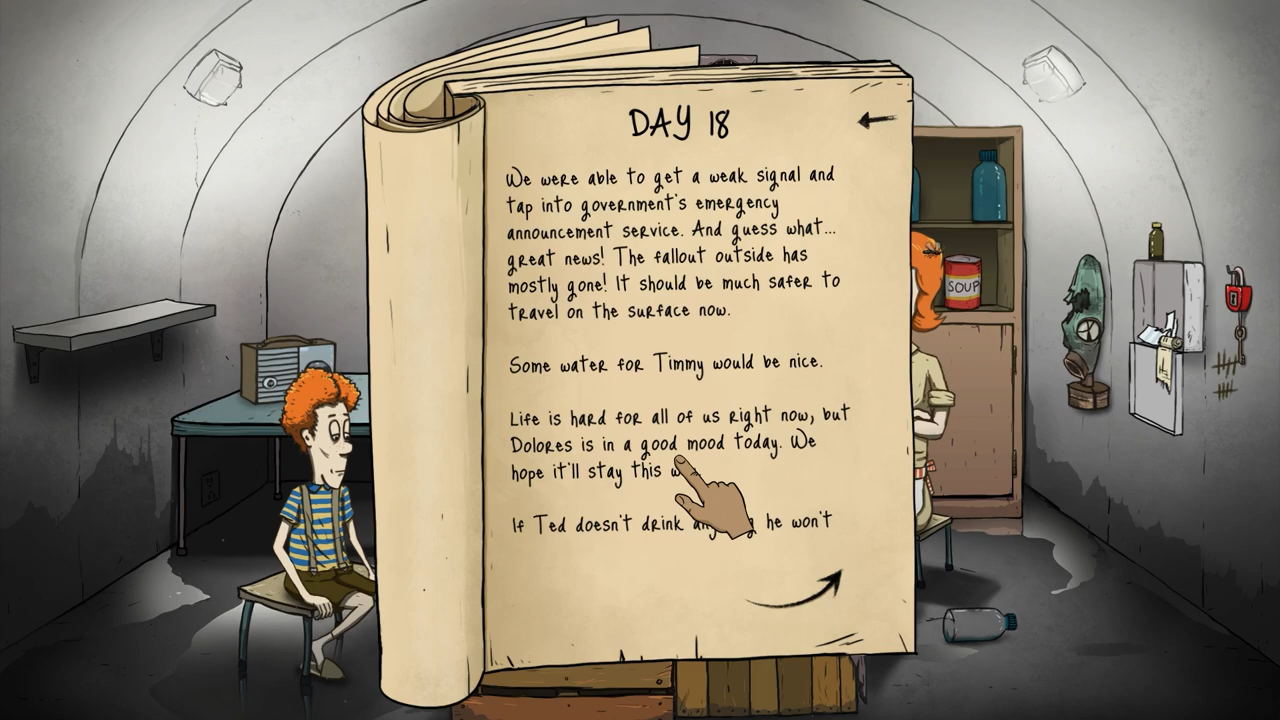 DAY 18
We were able to get a weak signal and
tap into government's emergency
announcement service. And guess what...
great news! The fallout outside has
mostly gone! It should be much safer to
travel on the surface now.
Some water for Timmy would be nice.
Life is hard for all of us right now, but
Dolores is in a good mood today. We
hope it'll stay this
If Ted doesn't drink he won't
SOUP